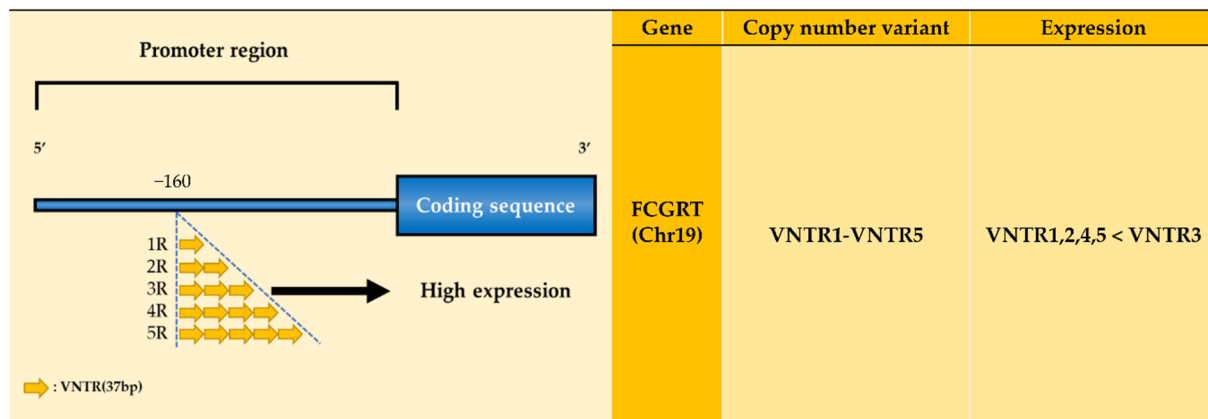 Promoter region
5′
3′
−160
Coding sequence
1R
2R
3R
4R
5R
High expression
: VNTR(37bp)
Gene
Copy number variant
Expression
FCGRT
(Chr19)
VNTR1-VNTR5
VNTR1,2,4,5 < VNTR3